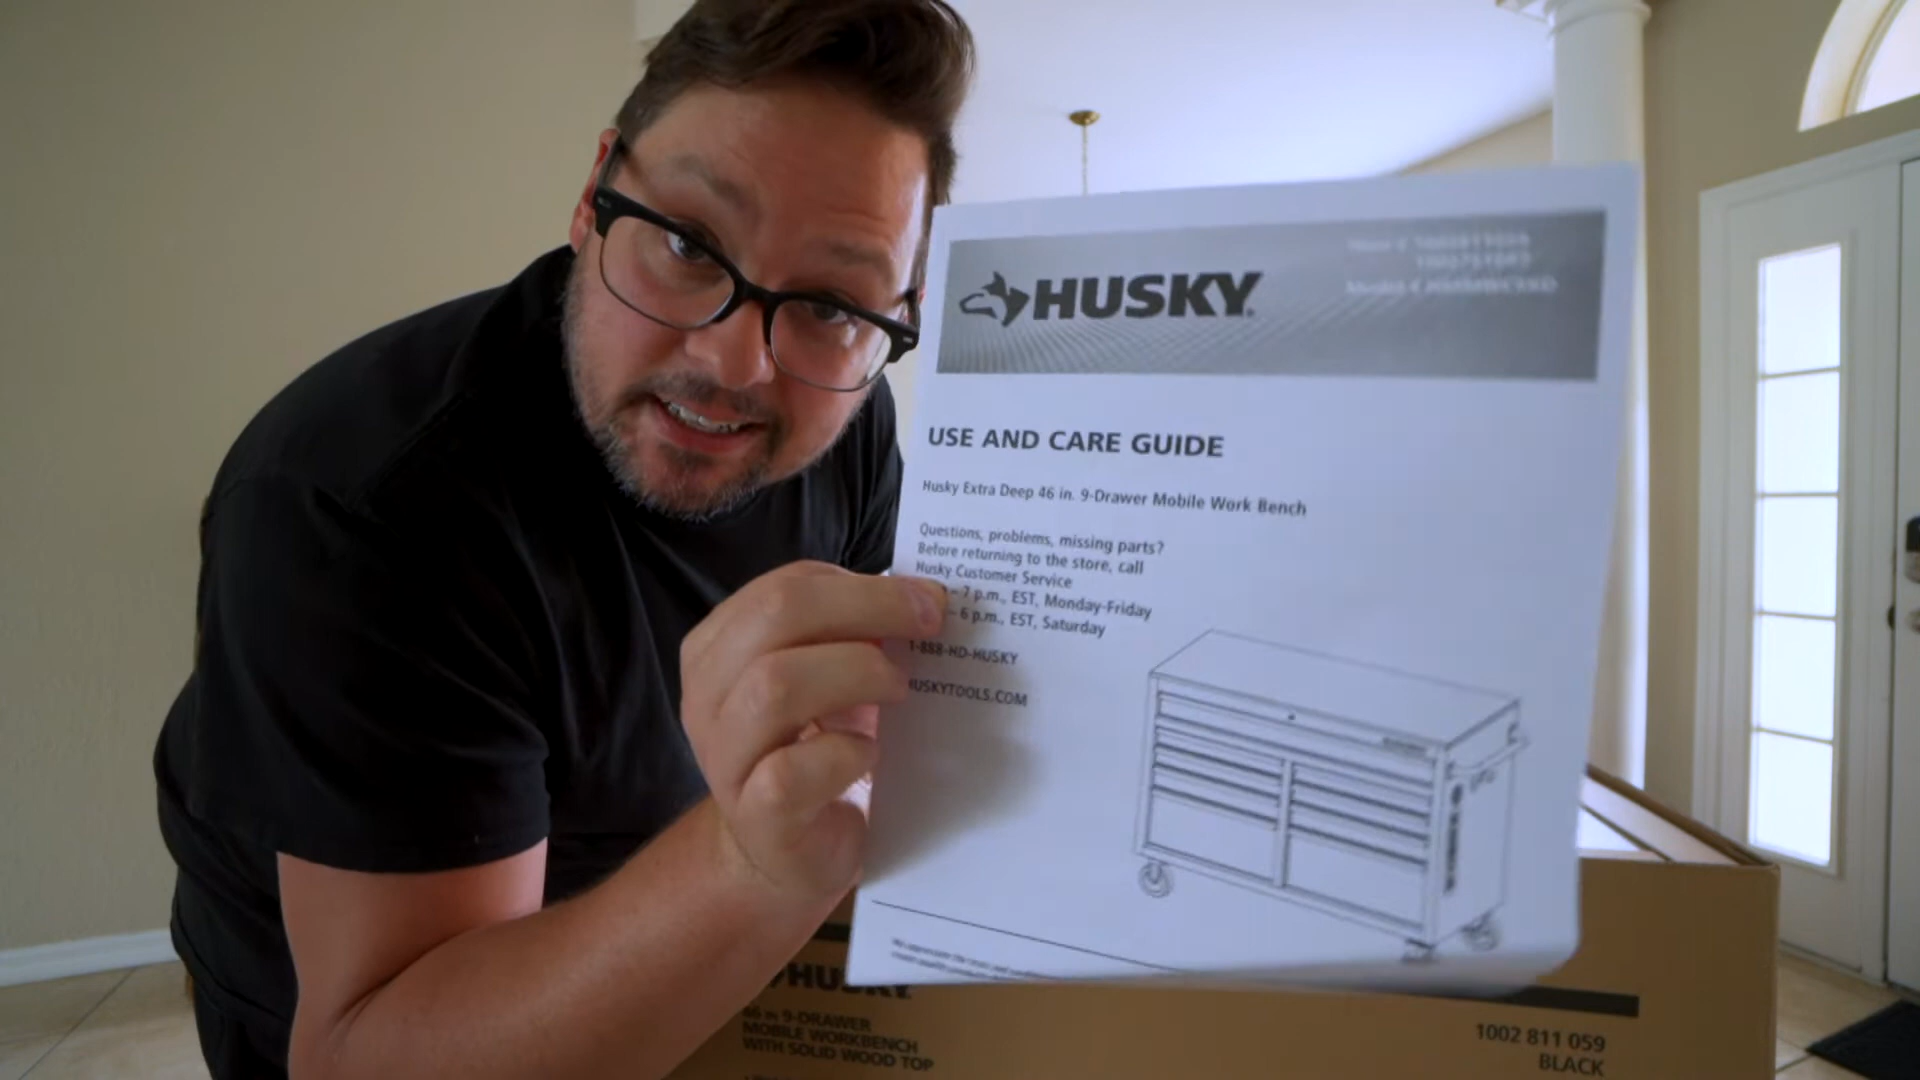 HUSKY
USE AND CARE GUIDE
Husky Extra Deep 46 in. 9-Drawer Mobile Work Bench
Questions, problems, missing parts?
Before returning to the store, call
Husky Customer Service
– 7 p.m., EST, Monday-Friday
– 6 p.m., EST, Saturday
1-888-HD-HUSKY
HUSKYTOOLS.COM
HUSKY
46 in 9-DRAWER
MOBILE WORKBENCH
WITH SOLID WOOD TOP
1002 811 059
BLACK